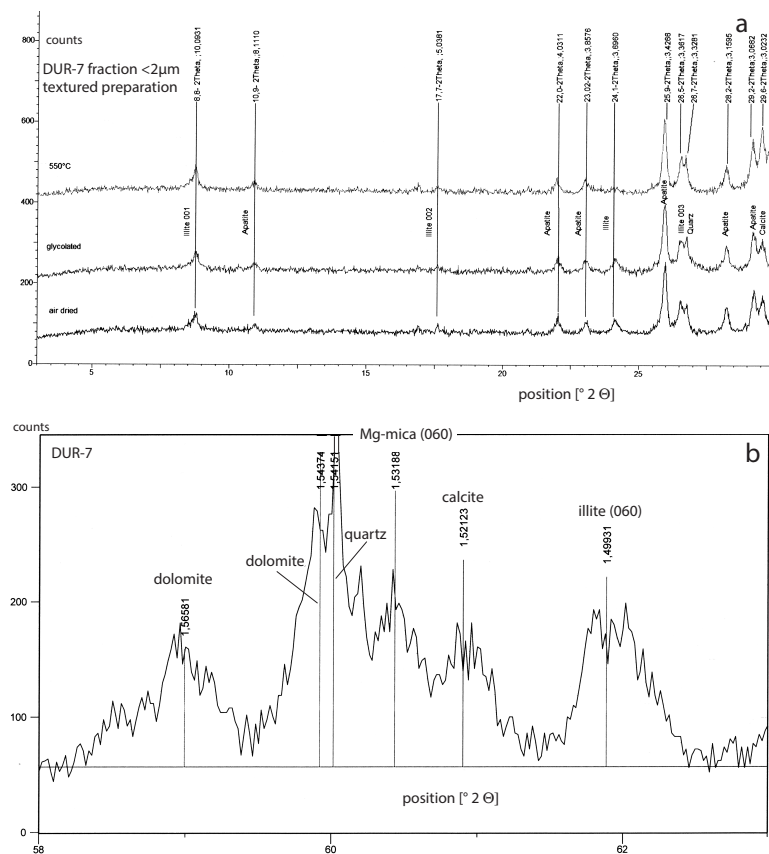 a
counts
DUR-7 fraction <2µm
textured preparation
800
600
400
200
0
8,8- 2Theta,;10,0931
10,9- 2Theta,;8,1110
17,7-2Theta,;5,0381
22,0-2Theta,;4,0311
23,02-2Theta,;3,8576
24,1-2Theta,;3,6960
25,9-2Theta,;3,4266
26,5-2Theta,;3,3617
26,7-2Theta,;3,3281
28,2-2Theta,;3,1595
29,2-2Theta,;3,0662
29,6-2Theta,;3,0232
550°C
glycolated
air dried
Illite 001
Apatite
Illite 002
Apatite
Apatite
Illite
Apatite
Illite 003
Quarz
Apatite
Apatite
Calcite
5
10
15
20
25
position [° 2 Θ]
b
counts
DUR-7
Mg-mica (060)
300
200
100
0
dolomite
1,56581
dolomite
1,54374
1,54151
quartz
1,53188
calcite
1,52123
illite (060)
1,49931
position [° 2 Θ]
58
60
62